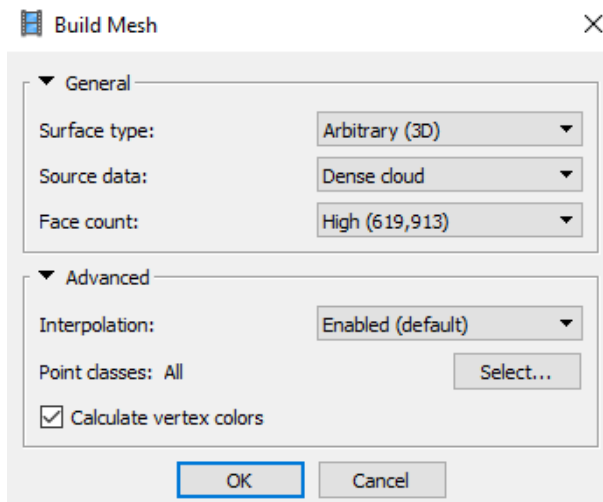 Build Mesh
General
Surface type: Arbitrary (3D)
Source data: Dense cloud
Face count: High (619,913)
Advanced
Interpolation: Enabled (default)
Point classes: All Select...
Calculate vertex colors
OK Cancel